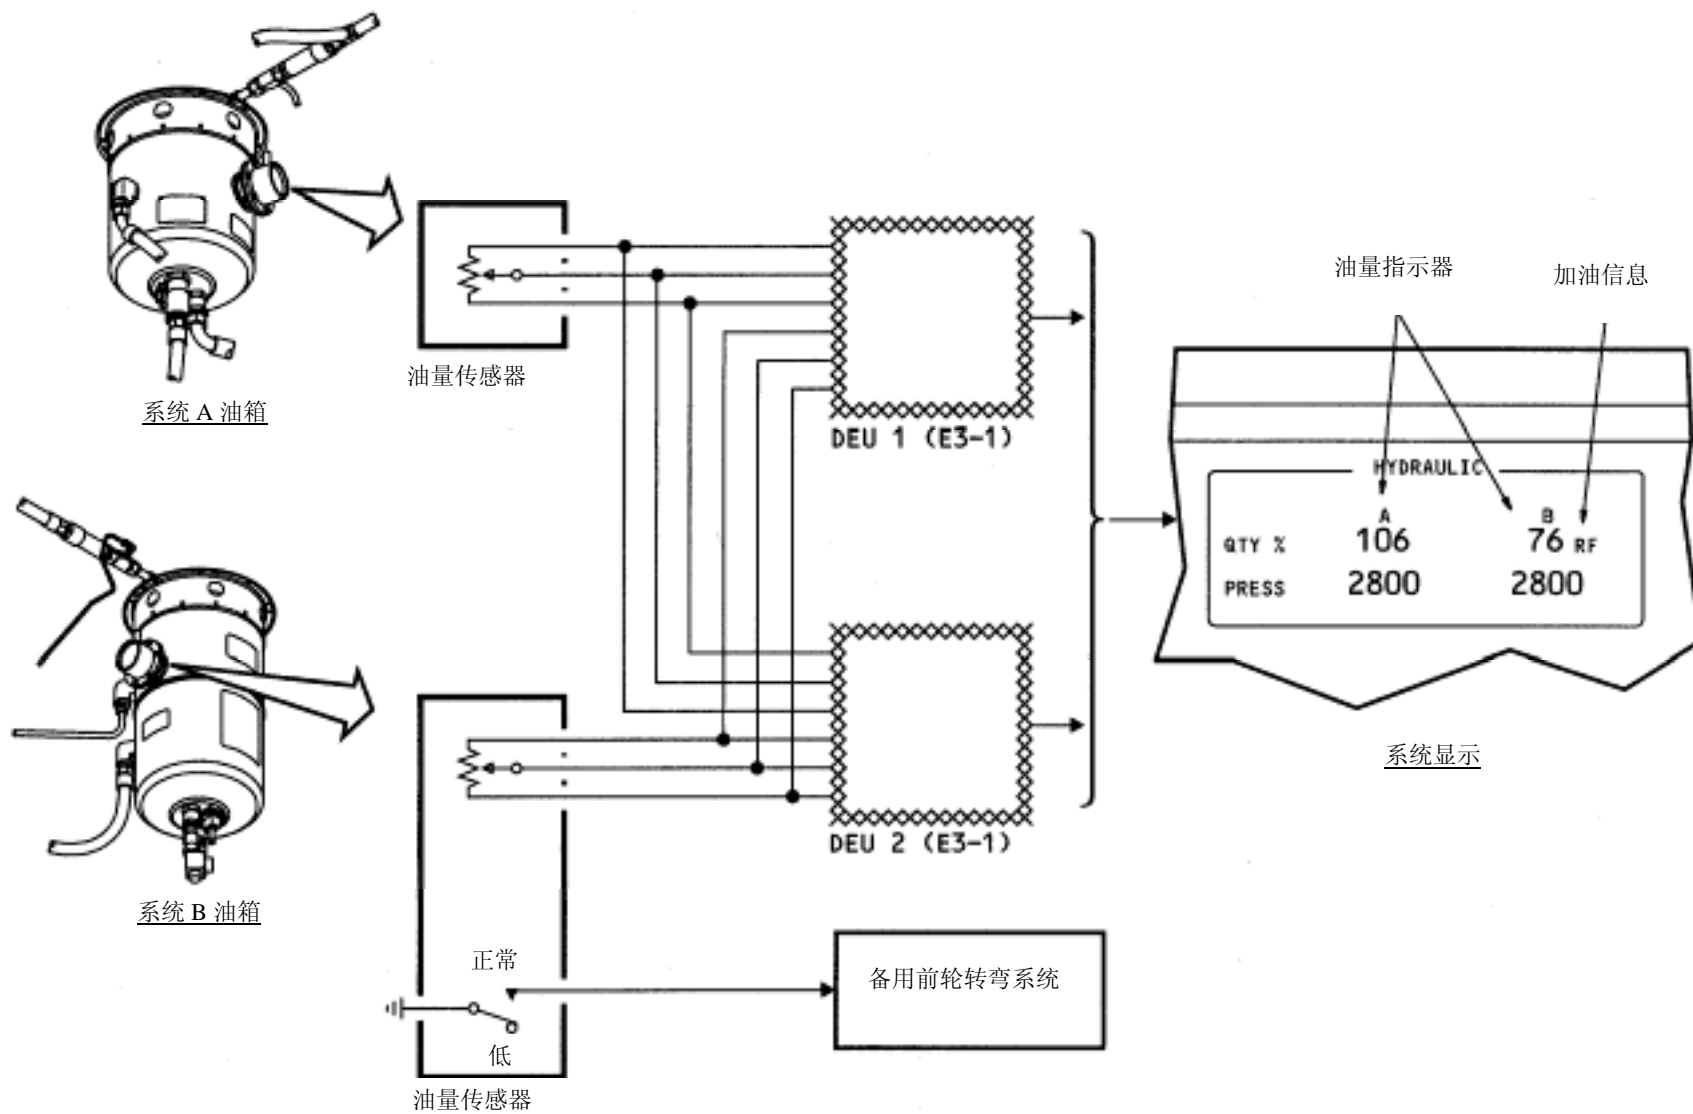 油量传感器
系统 A 油箱
DEU 1 (E3-1)
油量指示器
加油信息
HYDRAULIC
A B
QTY % 106 76 RF
PRESS 2800 2800
系统显示
DEU 2 (E3-1)
系统 B 油箱
正常
低
油量传感器
备用前轮转弯系统